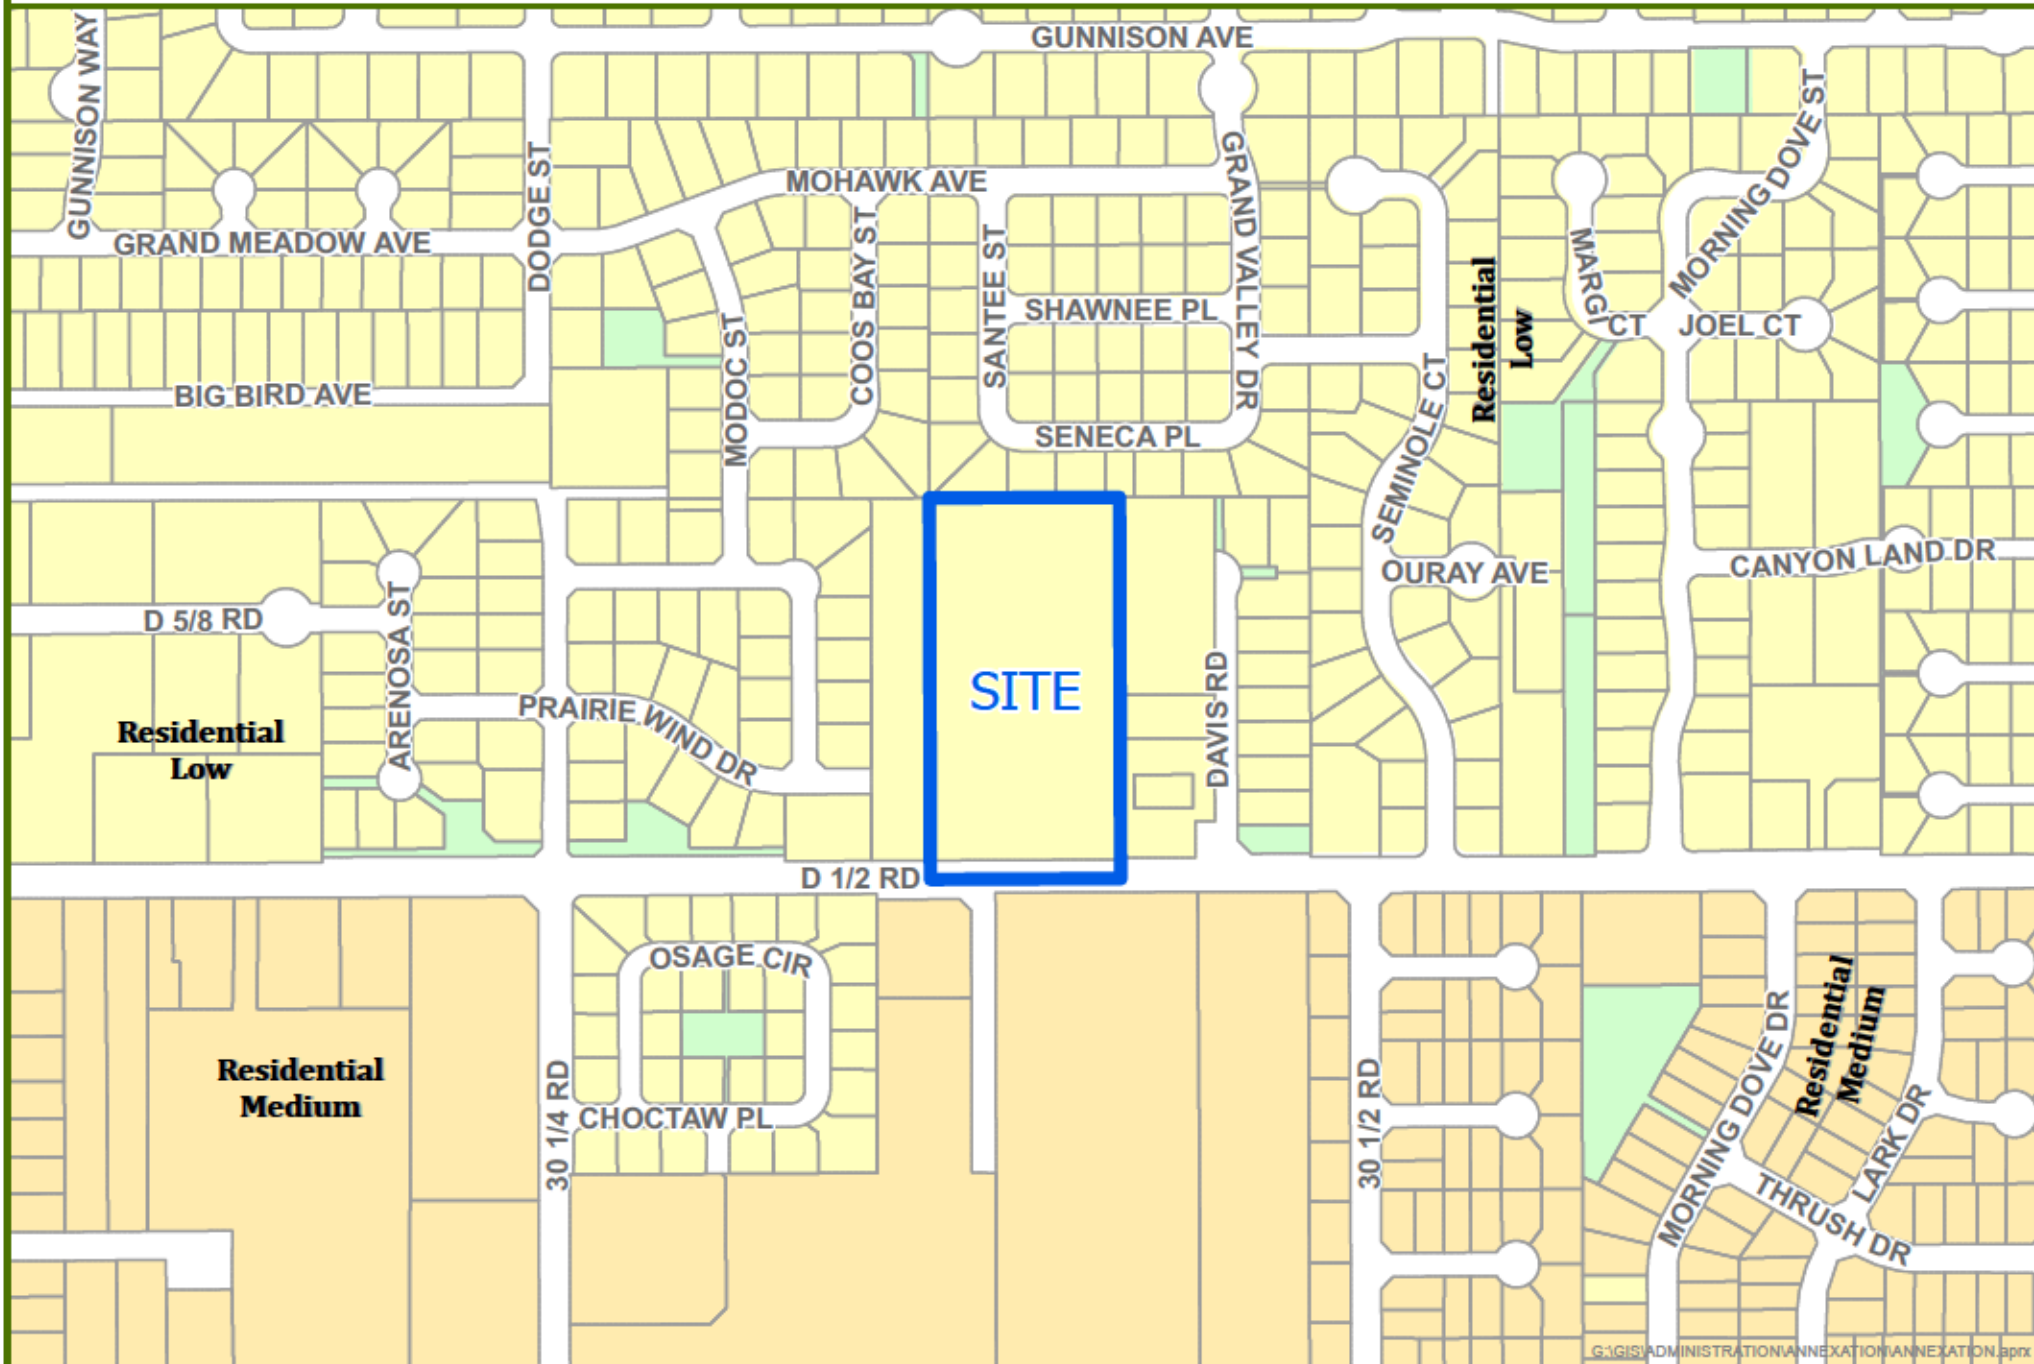 GUNNISON WAY
GUNNISON AVE
MORNING DOVE ST
DODGE ST
GRAND VALLEY DR
MOHAWK AVE
GRAND MEADOW AVE
COOS BAY ST
SANTEE ST
MARGI CT
Residential
Low
SHAWNEE PL
JOEL CT
MODOC ST
BIG BIRD AVE
SENECA PL
SEMINOLE CT
CANYON LAND DR
OURAY AVE
D 5/8 RD
ARENOSA ST
SITE
DAVIS RD
PRAIRIE WIND DR
Residential
Low
D 1/2 RD
OSAGE CIR
Residential
Medium
MORNING DOVE DR
Residential
Medium
30 1/4 RD
CHOCTAW PL
30 1/2 RD
LARK DR
THRUSH DR
G:\GIS\ADMINISTRATION\ANNEXATION\ANNEXATION.aprx